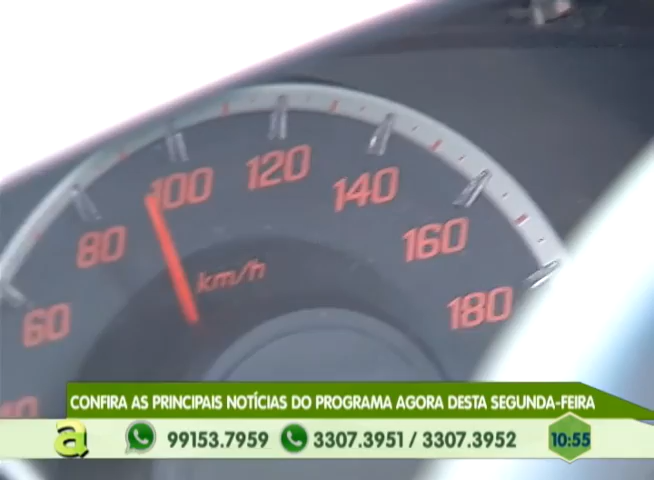 120
100
140
80
160
km/h
180
60
CONFIRA AS PRINCIPAIS NOTÍCIAS DO PROGRAMA AGORA DESTA SEGUNDA-FEIRA
a 99153.7959 3307.3951 / 3307.3952 10:55